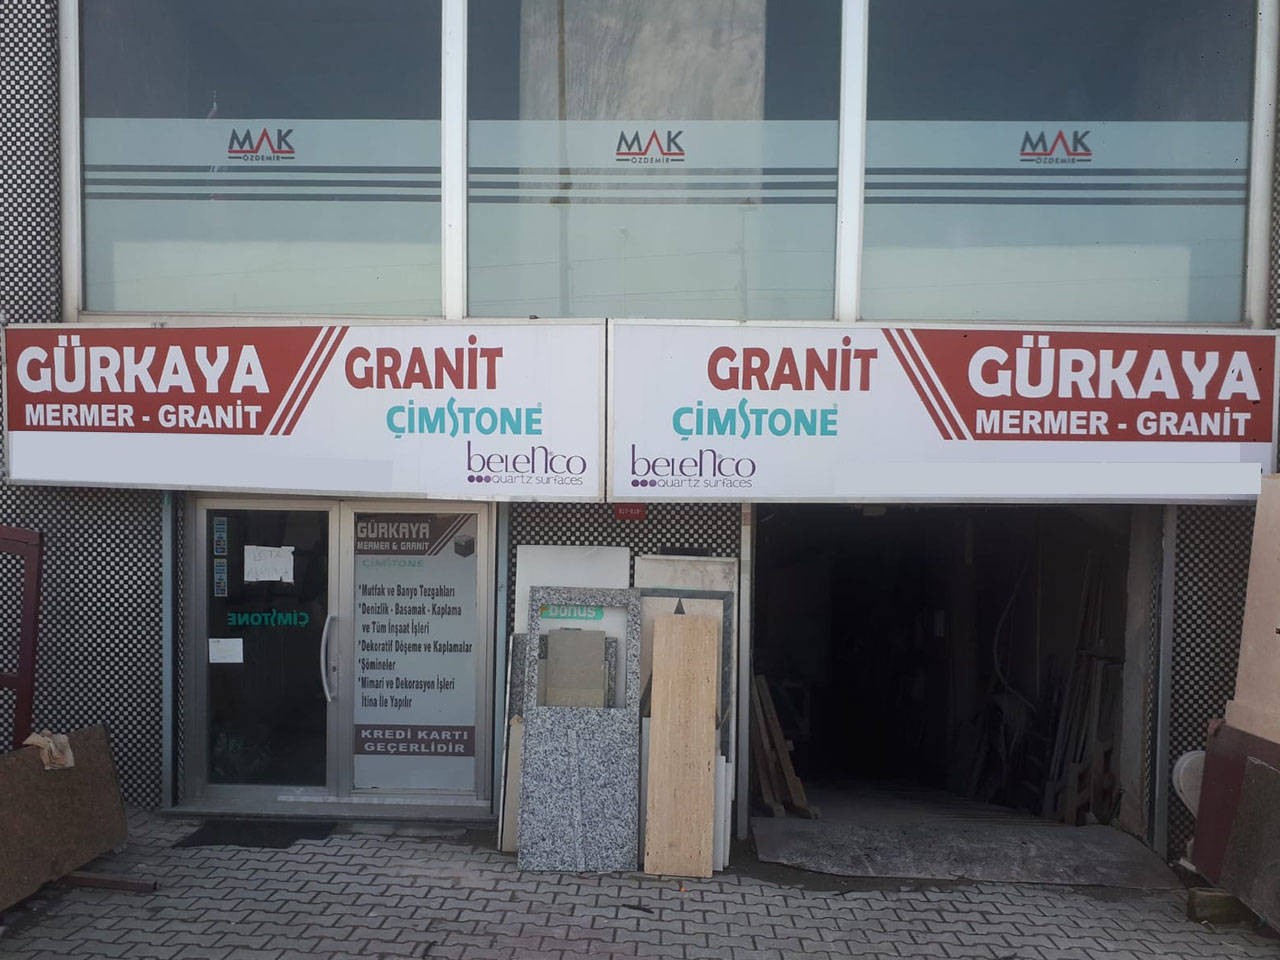 MAK
ÖZDEMİR
MAK
ÖZDEMİR
MAK
ÖZDEMİR
GÜRKAYA
MERMER - GRANİT
GRANİT
ÇİMSTONE
belenco
quartz surfaces
GRANİT
ÇİMSTONE
belenco
quartz surfaces
GÜRKAYA
MERMER - GRANİT
GÜRKAYA
MERMER & GRANİT
ÇİMSTONE
*Mutfak ve Banyo Tezgahları
*Denizlik - Basamak - Kaplama
ve Tüm İnşaat İşleri
*Dekoratif Döşeme ve Kaplamalar
*Şömineler
*Mimari ve Dekorasyon İşleri
İtina İle Yapılır
KREDİ KARTI
GEÇERLİDİR
ÇİMSTONE
bonus